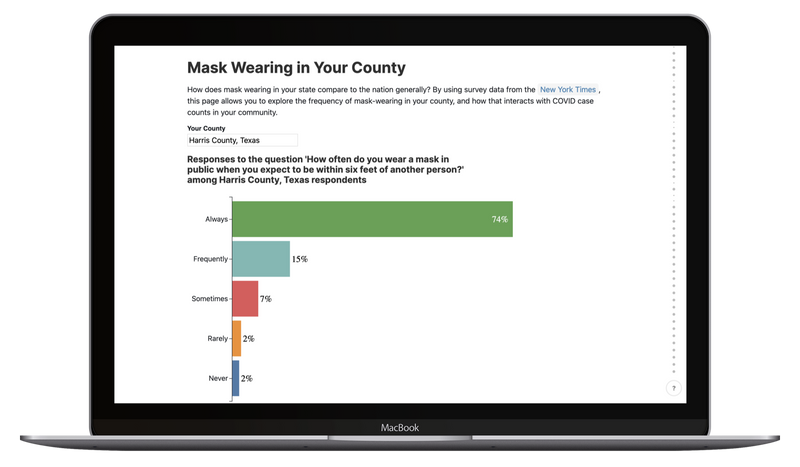 Mask Wearing in Your County
How does mask wearing in your state compare to the nation generally? By using survey data from the New York Times ,
this page allows you to explore the frequency of mask-wearing in your county, and how that interacts with COVID case
counts in your community.
Your County
Harris County, Texas
Responses to the question 'How often do you wear a mask in
public when you expect to be within six feet of another person?'
among Harris County, Texas respondents
Always 74%
Frequently 15%
Sometimes 7%
Rarely 2%
Never 2%
?
MacBook